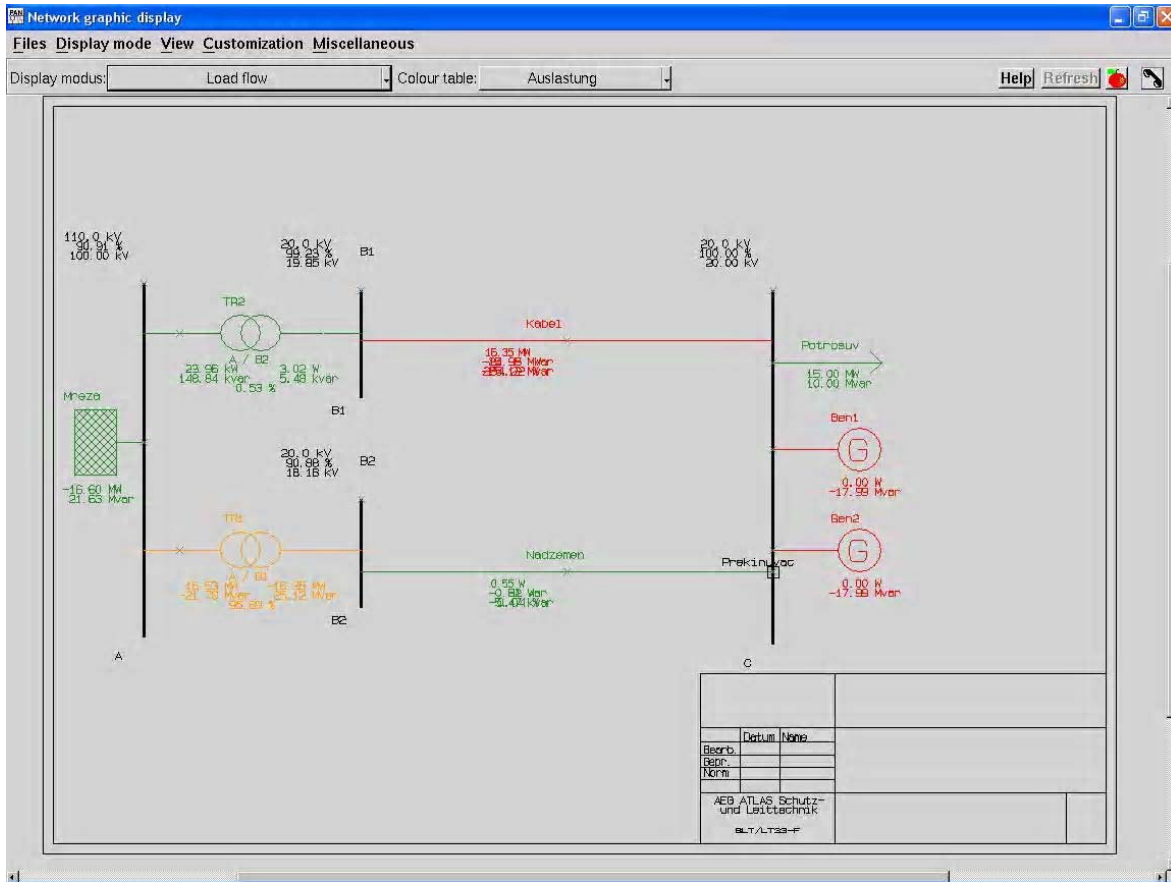 Network graphic display
Files Display mode View Customization Miscellaneous
Display modus: Load flow Colour table: Auslastung Help Refresh
110.0 kV
90.91 %
100.00 kV
20.0 kV
99.23 %
19.85 kV
B1
20.0 kV
100.00 %
20.00 kV
TR2
A / B2
23.96 kW 3.02 W
148.84 kvar 5.48 kvar
0.53 %
Kabel
16.35 MW
Potrosuv
15.00 MW
10.00 Mvar
Mreza
-16.60 MW
21.63 Mvar
B1
20.0 kV
90.88 %
18.18 kV
B2
Gen1
0.00 W
-17.99 Mvar
Gen2
0.00 W
-17.99 Mvar
Nadzemen
0.55 W
Prekinuvac
B2
A
C
Datum Name
Bearb.
Gepr.
Norm
AEG ATLAS Schutz-
und Leittechnik